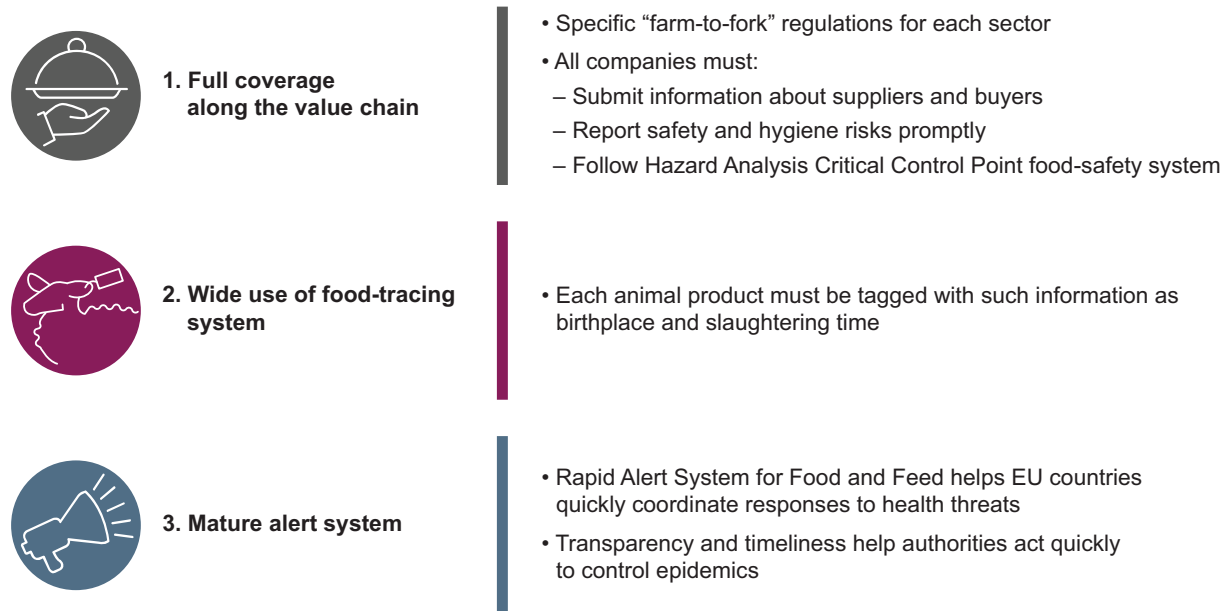 1. Full coverage
along the value chain
• Specific “farm-to-fork” regulations for each sector
• All companies must:
– Submit information about suppliers and buyers
– Report safety and hygiene risks promptly
– Follow Hazard Analysis Critical Control Point food-safety system
2. Wide use of food-tracing
system
• Each animal product must be tagged with such information as
birthplace and slaughtering time
3. Mature alert system
• Rapid Alert System for Food and Feed helps EU countries
quickly coordinate responses to health threats
• Transparency and timeliness help authorities act quickly
to control epidemics